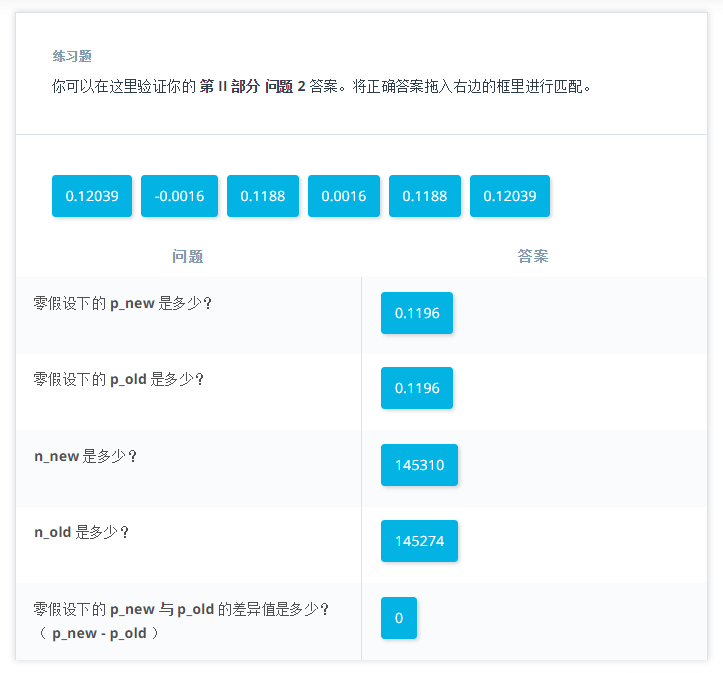 练习题
你可以在这里验证你的 第 II 部分 问题 2 答案。将正确答案拖入右边的框里进行匹配。
0.12039 -0.0016 0.1188 0.0016 0.1188 0.12039
问题 答案
零假设下的 p_new 是多少？ 0.1196
零假设下的 p_old 是多少？ 0.1196
n_new 是多少？ 145310
n_old 是多少？ 145274
零假设下的 p_new 与 p_old 的差异值是多少？
（ p_new - p_old ） 0